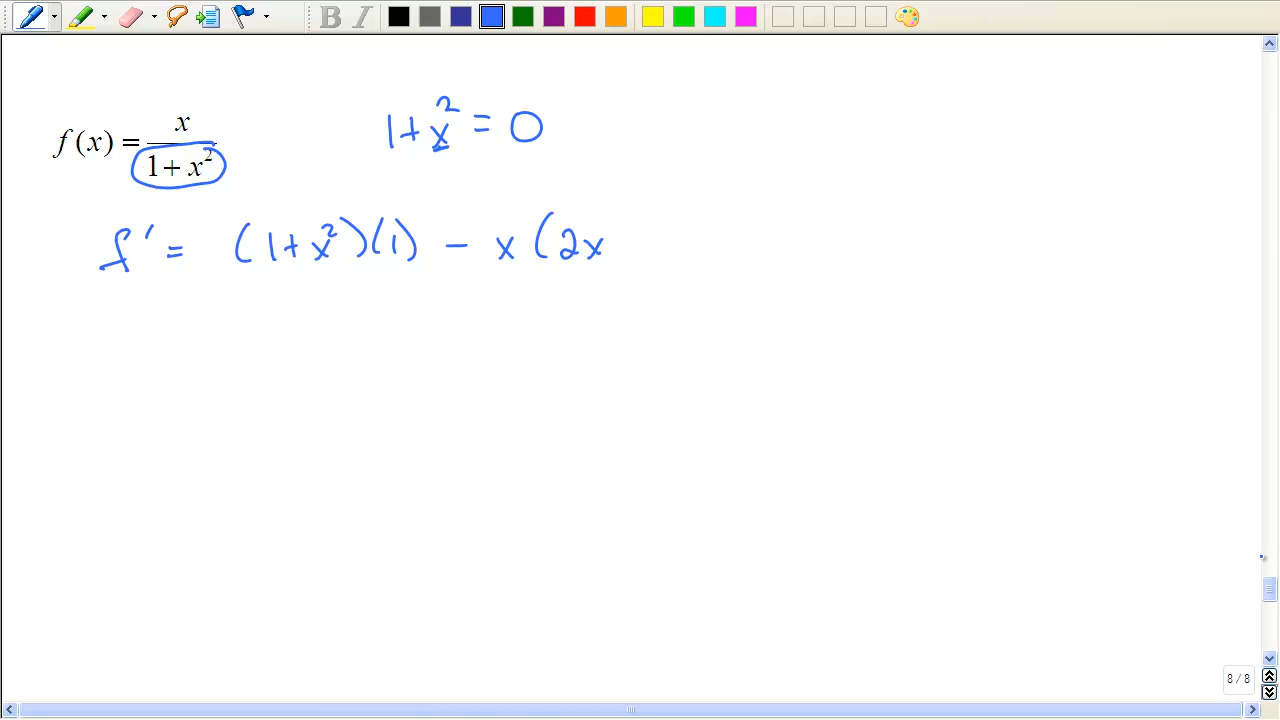 B I
f(x) = x / (1 + x²)
1 + x² = 0
f' = (1 + x²)(1) - x(2x
8/8